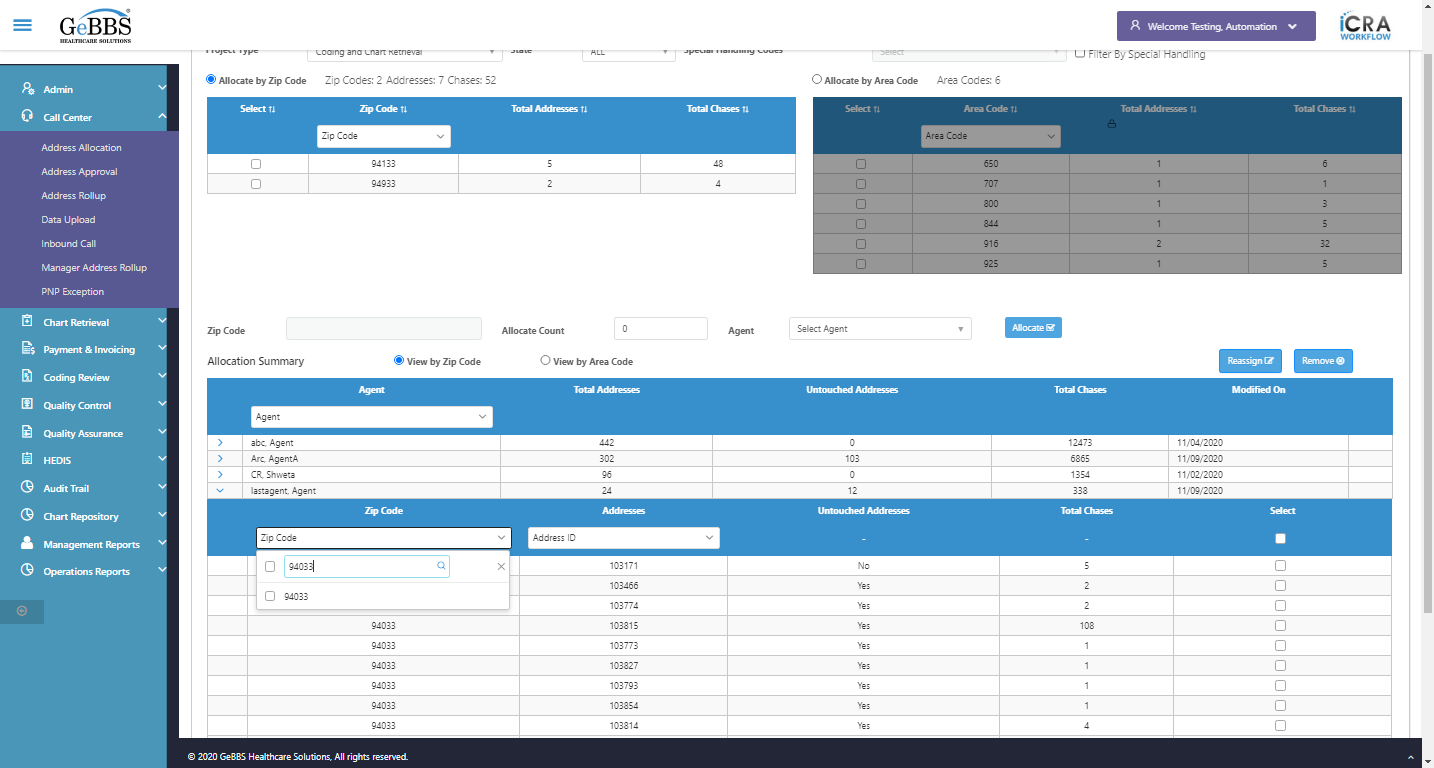 GeBBS
HEALTHCARE SOLUTIONS
Welcome Testing, Automation
iCRA
WORKFLOW
Project Type Coding and Chart Retrieval State ALL Special Handling Codes Select Filter By Special Handling
Allocate by Zip Code Zip Codes: 2 Addresses: 7 Chases: 52 Allocate by Area Code Area Codes: 6
Admin
Call Center
Address Allocation
Address Approval
Address Rollup
Data Upload
Inbound Call
Manager Address Rollup
PNP Exception
Chart Retrieval
Payment & Invoicing
Coding Review
Quality Control
Quality Assurance
HEDIS
Audit Trail
Chart Repository
Management Reports
Operations Reports
Select Zip Code Total Addresses Total Chases
Zip Code
94133 5 48
94933 2 4
Select Area Code Total Addresses Total Chases
Area Code
650 1 6
707 1 1
800 1 3
844 1 5
916 2 32
925 1 5
Zip Code Allocate Count 0 Agent Select Agent Allocate
Allocation Summary View by Zip Code View by Area Code Reassign Remove
Agent Total Addresses Untouched Addresses Total Chases Modified On
Agent
abc, Agent 442 0 12473 11/04/2020
Arc, AgentA 302 103 6865 11/09/2020
CR, Shweta 96 0 1354 11/02/2020
lastagent, Agent 24 12 338 11/09/2020
Zip Code Addresses Untouched Addresses Total Chases Select
Zip Code Address ID - -
94033 103171 No 5
103466 Yes 2
94033 103774 Yes 2
94033 103815 Yes 108
94033 103773 Yes 1
94033 103827 Yes 1
94033 103793 Yes 1
94033 103854 Yes 1
94033 103814 Yes 4
© 2020 GeBBS Healthcare Solutions, All rights reserved.